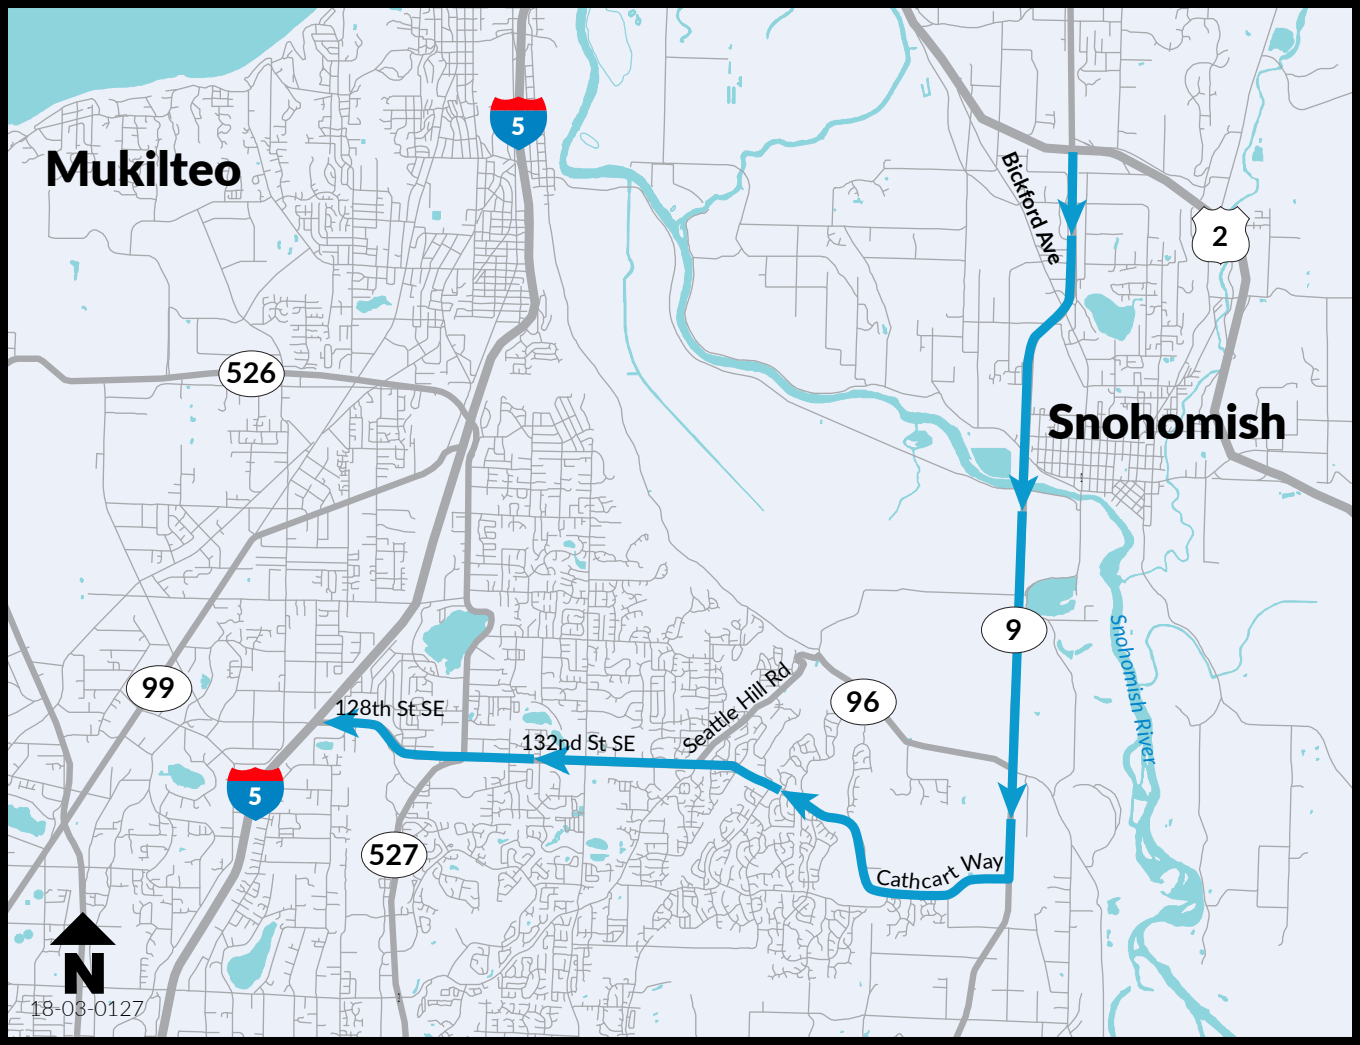 5
Mukilteo
Bickford Ave
2
526
Snohomish
9
Snohomish River
99
128th St SE
132nd St SE
Seattle Hill Rd
96
5
527
Cathcart Way
N
18-03-0127